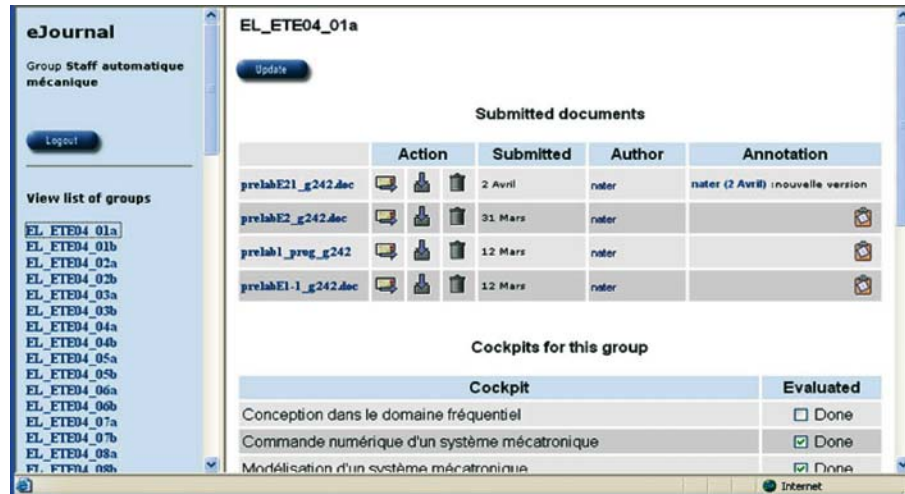 eJournal
Group Staff automatique
mécanique
Logout
View list of groups
EL_ETE04_01a
EL_ETE04_01b
EL_ETE04_02a
EL_ETE04_02b
EL_ETE04_03a
EL_ETE04_03b
EL_ETE04_04a
EL_ETE04_04b
EL_ETE04_05a
EL_ETE04_05b
EL_ETE04_06a
EL_ETE04_06b
EL_ETE04_07a
EL_ETE04_07b
EL_ETE04_08a
EL_ETE04_08b
EL_ETE04_01a
Update
Submitted documents
Action Submitted Author Annotation
prelabE21_g242.doc 2 Avril nater nater (2 Avril) :nouvelle version
prelabE2_g242.doc 31 Mars nater
prelab1_prog_g242 12 Mars nater
prelabE1-1_g242.doc 12 Mars nater
Cockpits for this group
Cockpit Evaluated
Conception dans le domaine fréquentiel Done
Commande numérique d'un système mécatronique Done
Modélisation d'un système mécatronique Done
Internet